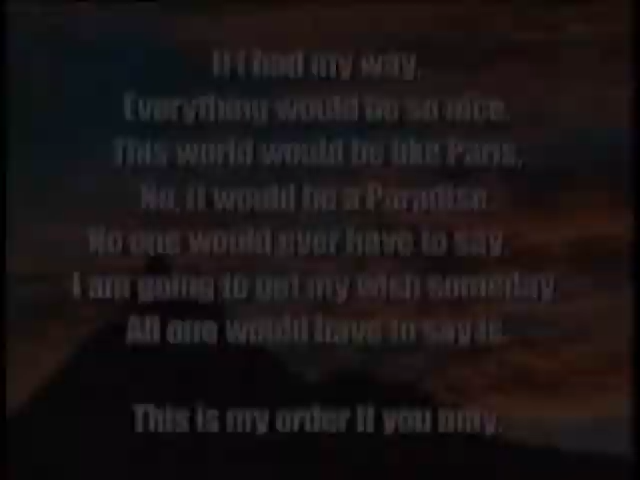 If I had my way,
Everything would be so nice.
This world would be like Paris,
No, it would be a Paradise.
No one would ever have to say,
I am going to get my wish someday
All one would have to say is,
This is my order if you